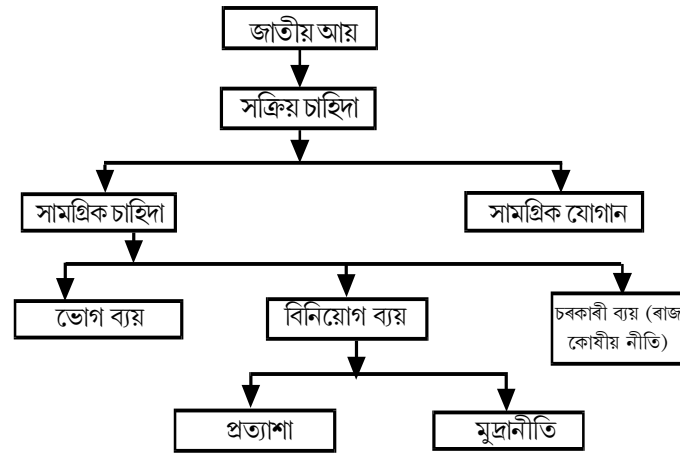 জাতীয় আয়
সক্ৰিয় চাহিদা
সামগ্ৰিক চাহিদা
সামগ্ৰিক যোগান
ভোগ ব্যয়
বিনিয়োগ ব্যয়
চৰকাৰী ব্যয় (ৰাজ
কোষীয় নীতি)
প্ৰত্যাশা
মুদ্ৰানীতি